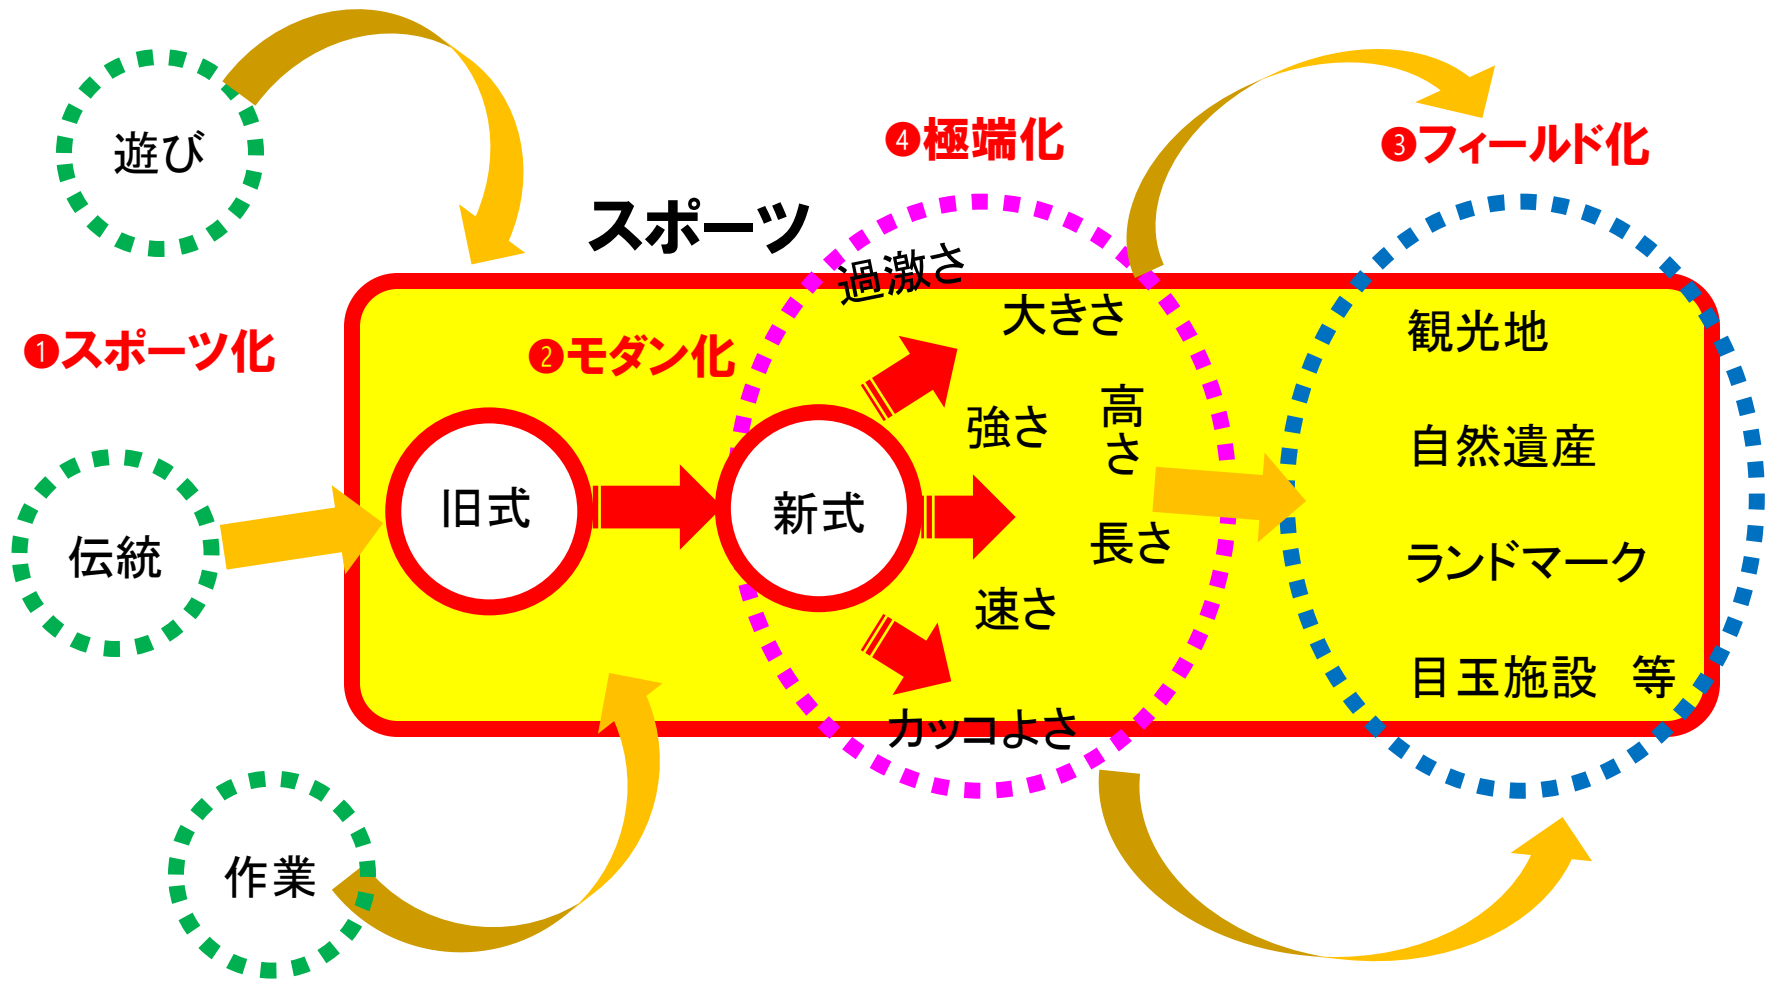 遊び
❹極端化
❸フィールド化
スポーツ
過激さ
大きさ
観光地
❶スポーツ化
❷モダン化
強さ
高
さ
自然遺産
旧式
新式
伝統
長さ
ランドマーク
速さ
目玉施設　等
カッコよさ
作業